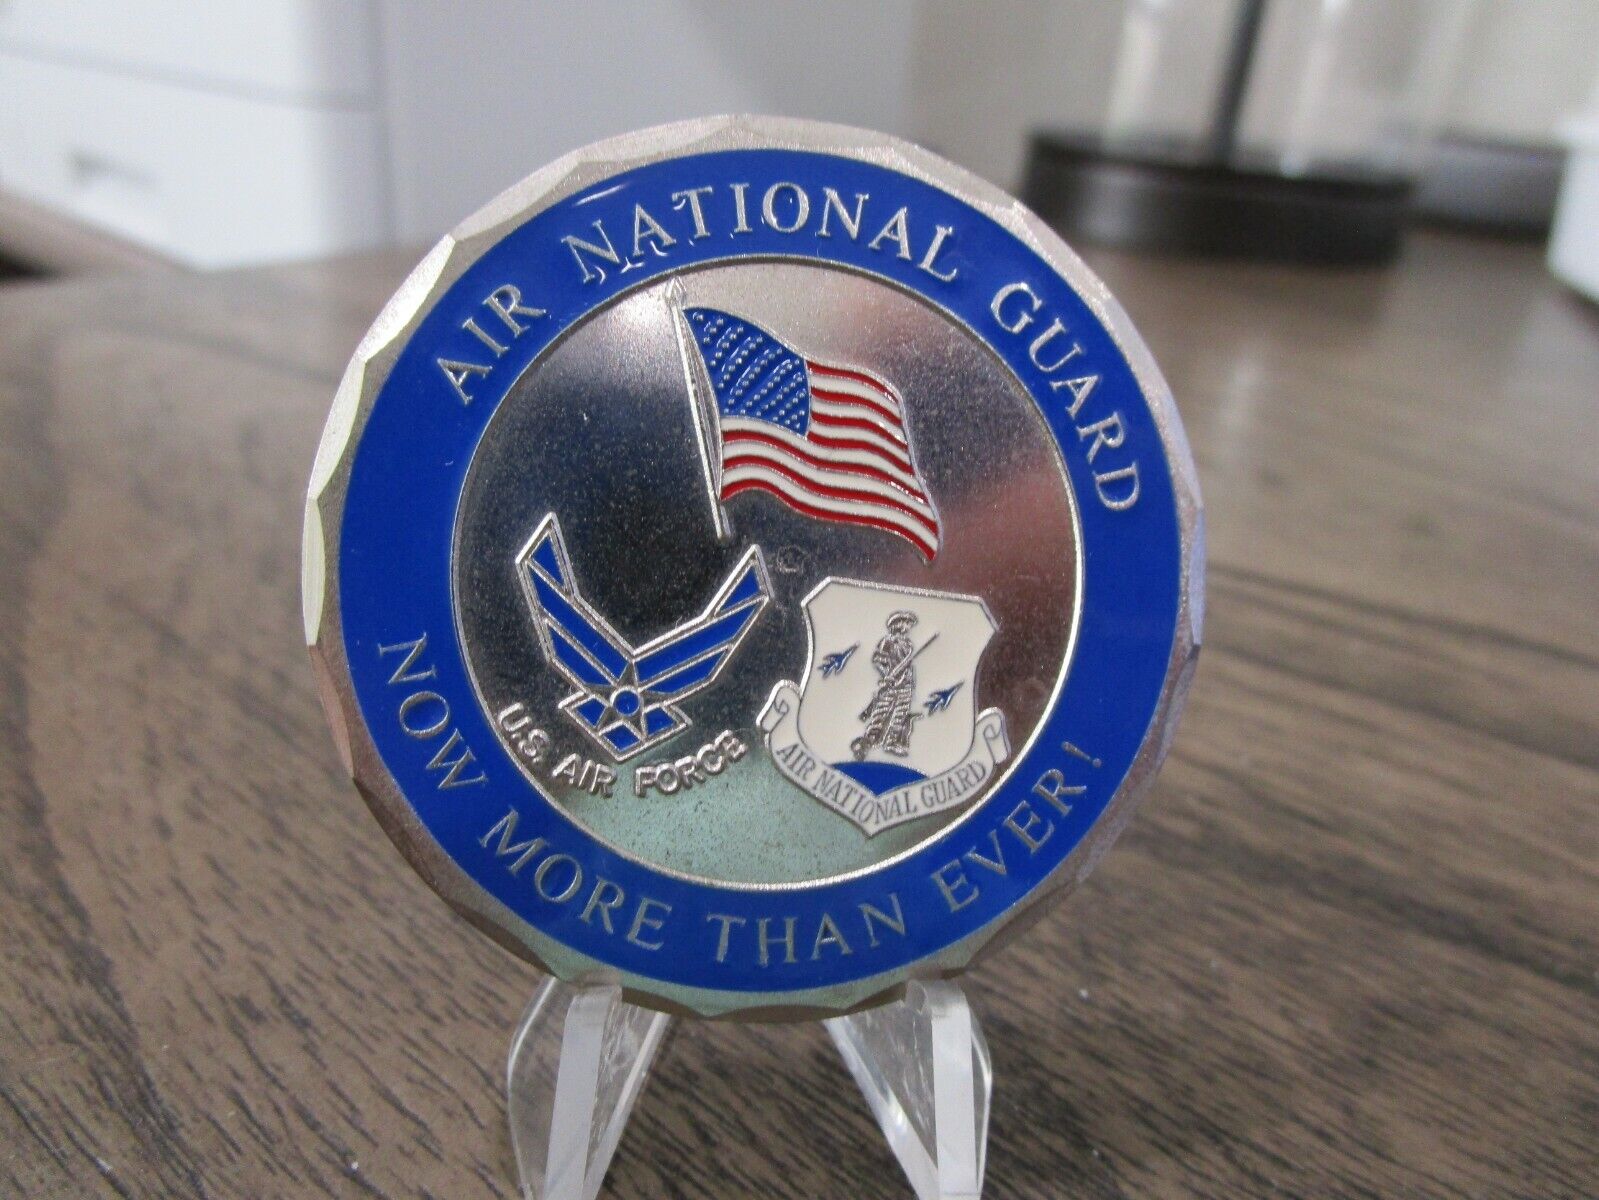 AIR NATIONAL GUARD
U.S. AIR FORCE
AIR NATIONAL GUARD
NOW MORE THAN EVER!